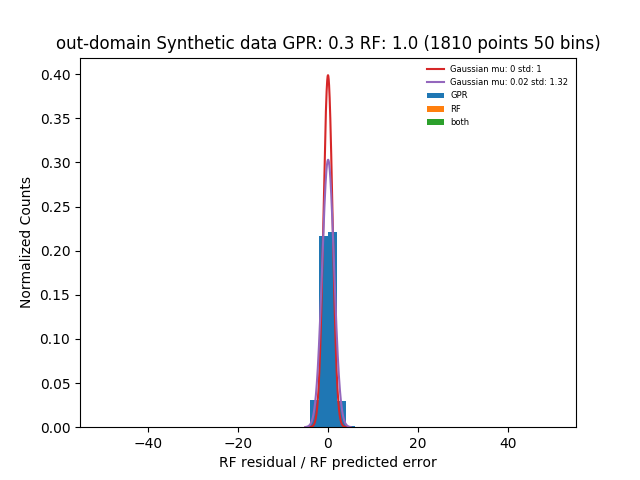 out-domain Synthetic data GPR: 0.3 RF: 1.0 (1810 points 50 bins)
Gaussian mu: 0 std: 1
Gaussian mu: 0.02 std: 1.32
GPR
RF
both
Normalized Counts
0.40
0.35
0.30
0.25
0.20
0.15
0.10
0.05
0.00
−40
−20
0
20
40
RF residual / RF predicted error